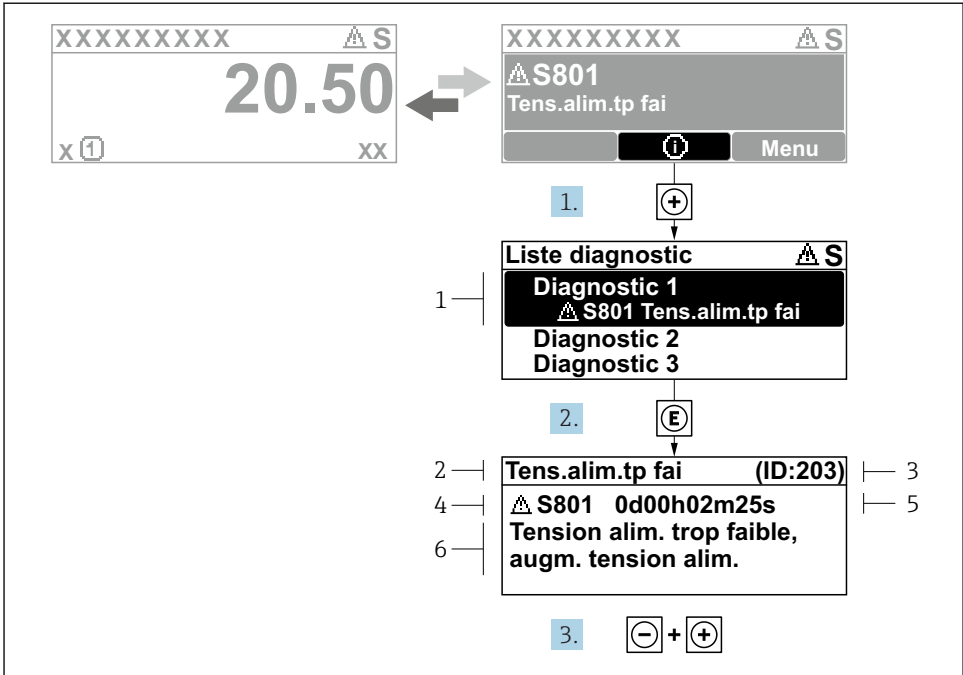 XXXXXXXXX ⚠ S
20.50
x 1 XX
XXXXXXXXX ⚠ S
⚠ S801
Tens.alim.tp fai
i Menu
1. +
Liste diagnostic ⚠ S
1
Diagnostic 1
⚠ S801 Tens.alim.tp fai
Diagnostic 2
Diagnostic 3
2. E
2 Tens.alim.tp fai (ID:203) 3
4 ⚠ S801 0d00h02m25s 5
6
Tension alim. trop faible,
augm. tension alim.
3. - + +